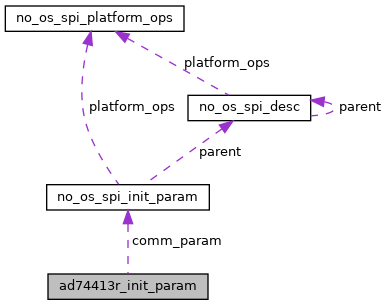 no_os_spi_platform_ops
platform_ops
platform_ops
no_os_spi_desc
parent
parent
no_os_spi_init_param
comm_param
ad74413r_init_param